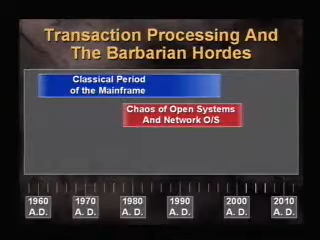 Transaction Processing And
The Barbarian Hordes
Classical Period
of the Mainframe
Chaos of Open Systems
And Network O/S
1960 1970 1980 1990 2000 2010
A.D. A. D. A. D. A. D. A. D. A. D.